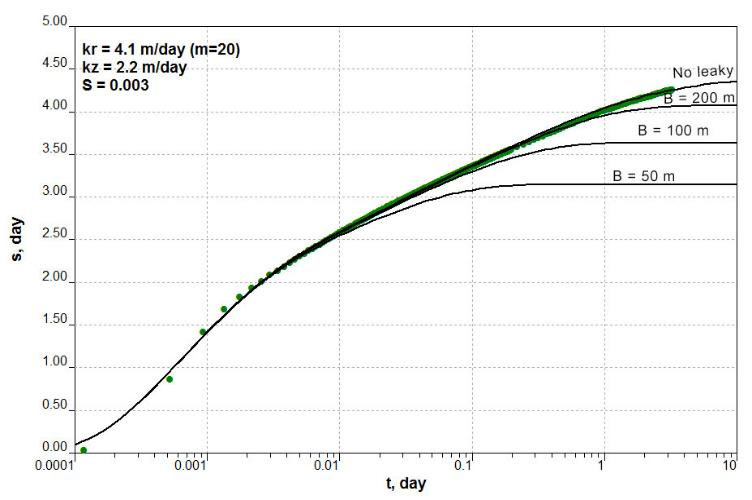 5.00
kr = 4.1 m/day (m=20)
kz = 2.2 m/day
S = 0.003
4.50
No leaky
B = 200 m
4.00
B = 100 m
3.50
B = 50 m
3.00
2.50
2.00
1.50
1.00
0.50
0.00
s, day
0.0001 0.001 0.01 0.1 1 10
t, day